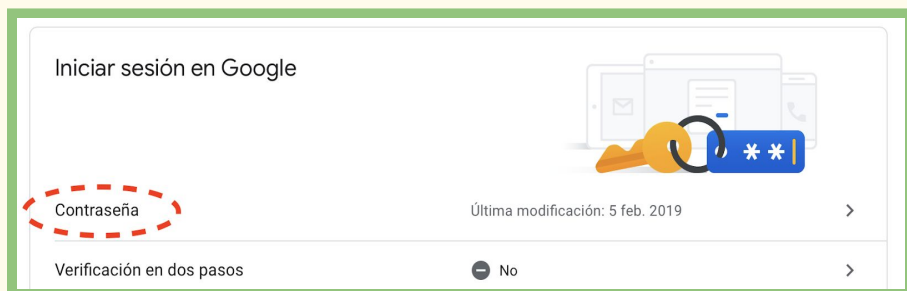 Iniciar sesión en Google
**
Contraseña
Última modificación: 5 feb. 2019
Verificación en dos pasos
No